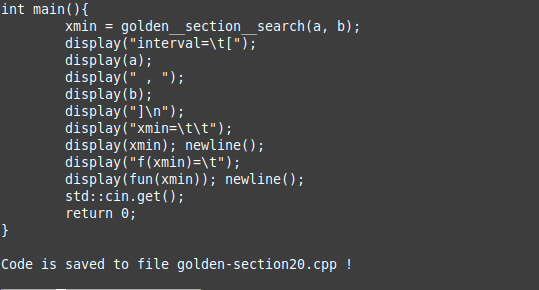 int main(){
        xmin = golden__section__search(a, b);
        display("interval=\t[");
        display(a);
        display(" , ");
        display(b);
        display("]\n");
        display("xmin=\t\t");
        display(xmin); newline();
        display("f(xmin)=\t");
        display(fun(xmin)); newline();
        std::cin.get();
        return 0;
}
Code is saved to file golden-section20.cpp !